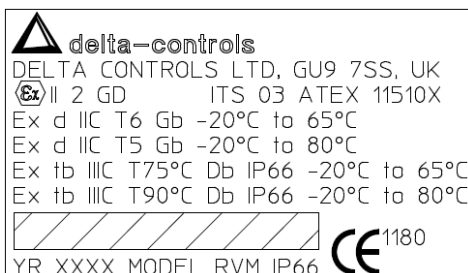 delta-controls
DELTA CONTROLS LTD, GU9 7SS, UK
Ex II 2 GD ITS 03 ATEX 11510X
Ex d IIC T6 Gb -20°C to 65°C
Ex d IIC T5 Gb -20°C to 80°C
Ex tb IIIC T75°C Db IP66 -20°C to 65°C
Ex tb IIIC T90°C Db IP66 -20°C to 80°C
CE 1180
YR XXXX MODEL RVM IP66